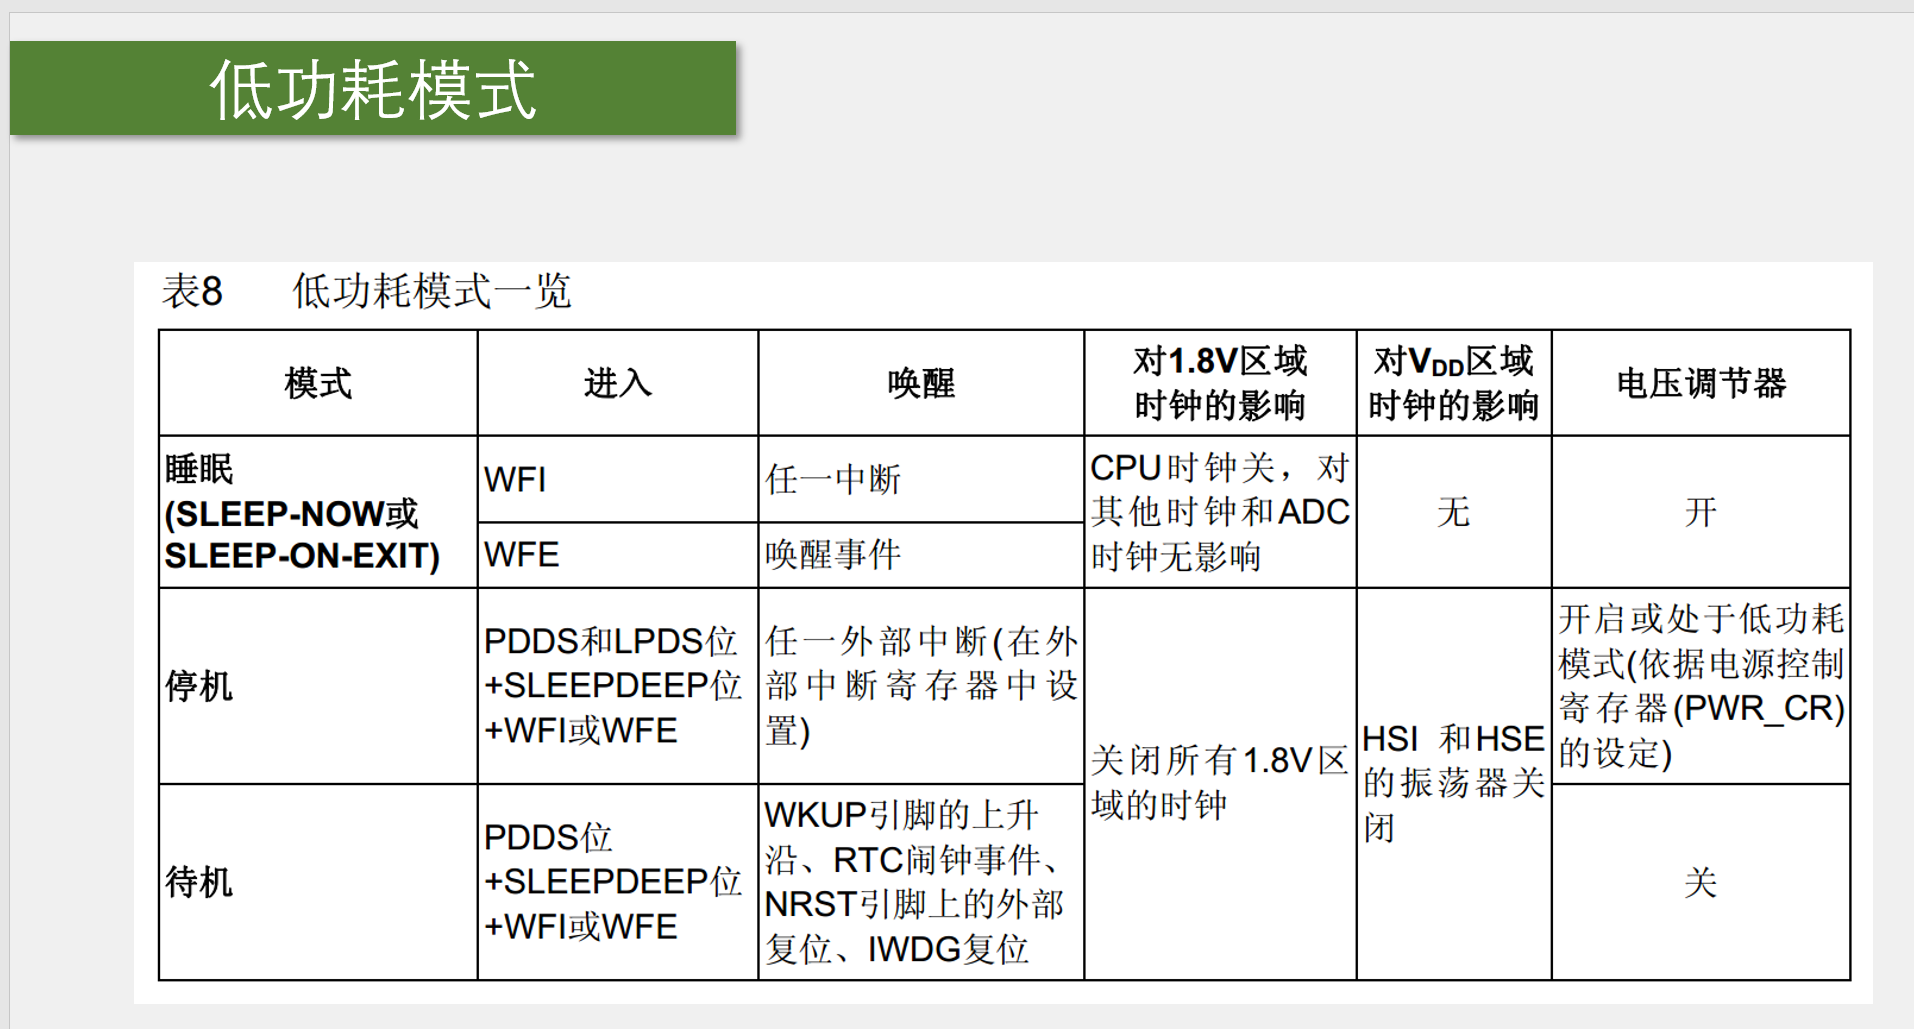 低功耗模式
表8 低功耗模式一览
模式
进入
唤醒
对1.8V区域
时钟的影响
对VDD区域
时钟的影响
电压调节器
睡眠
(SLEEP-NOW或
SLEEP-ON-EXIT)
WFI
任一中断
WFE
唤醒事件
CPU时钟关，对
其他时钟和ADC
时钟无影响
无
开
停机
PDDS和LPDS位
+SLEEPDEEP位
+WFI或WFE
任一外部中断(在外
部中断寄存器中设
置)
关闭所有1.8V区
域的时钟
HSI 和HSE
的振荡器关
闭
开启或处于低功耗
模式(依据电源控制
寄存器(PWR_CR)
的设定)
待机
PDDS位
+SLEEPDEEP位
+WFI或WFE
WKUP引脚的上升
沿、RTC闹钟事件、
NRST引脚上的外部
复位、IWDG复位
关